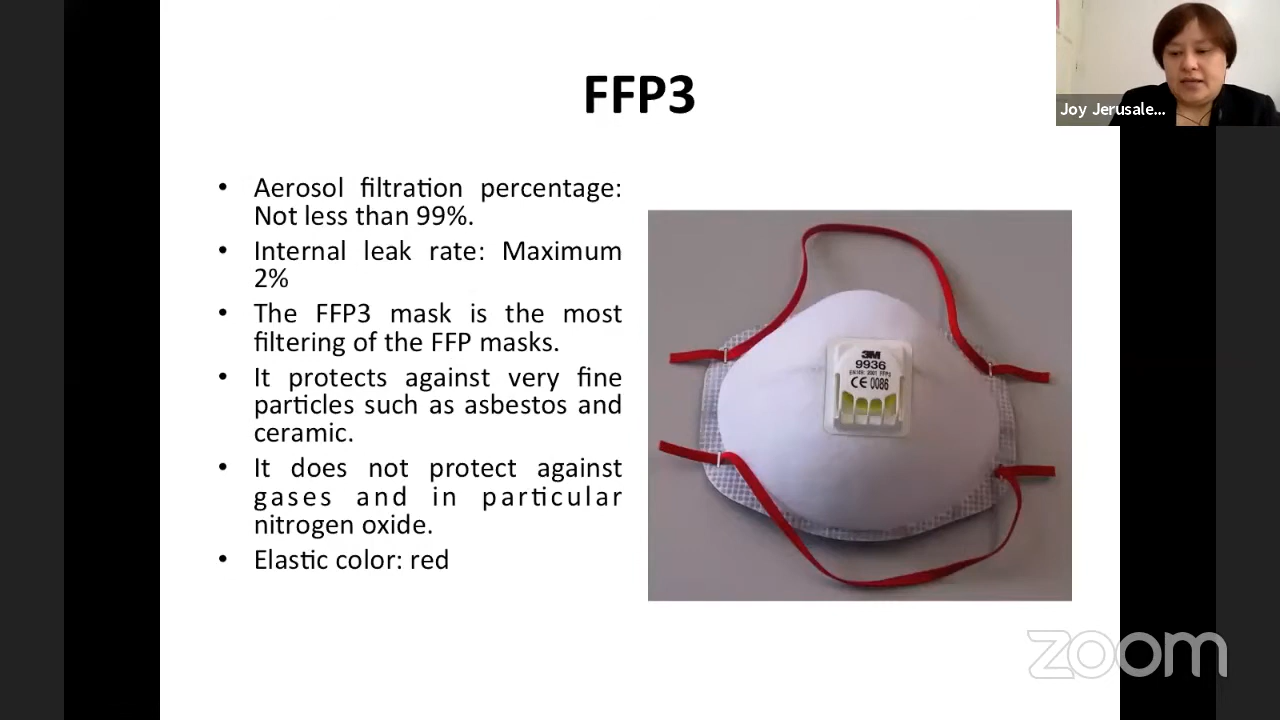 FFP3
Joy Jerusale...
• Aerosol filtration percentage:
Not less than 99%.
• Internal leak rate: Maximum
2%
• The FFP3 mask is the most
filtering of the FFP masks.
• It protects against very fine
particles such as asbestos and
ceramic.
• It does not protect against
gases and in particular
nitrogen oxide.
• Elastic color: red
3M
9936
CE 0086
zoom